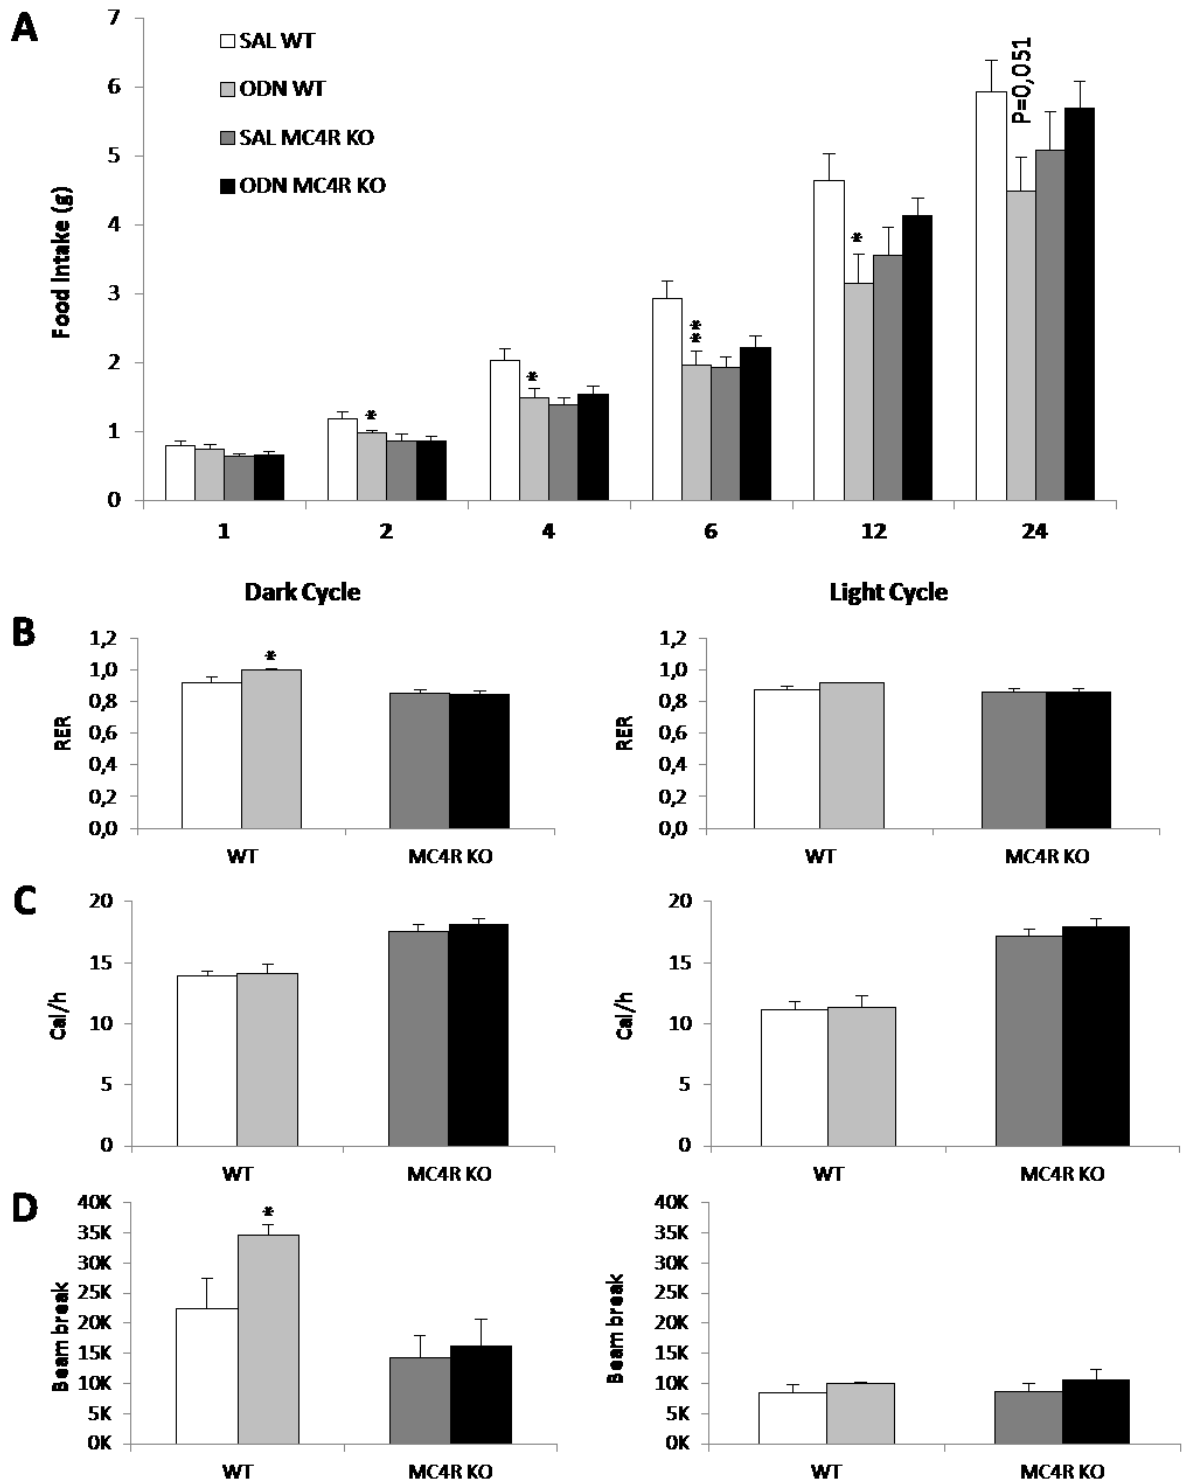 A
7
6
5
4
3
2
1
0
Food Intake (g)
SAL WT
ODN WT
SAL MC4R KO
ODN MC4R KO
*
*
*
*
*
*
P=0,051
1 2 4 6 12 24
Dark Cycle Light Cycle
B
RER
1,2
1,0
0,8
0,6
0,4
0,2
0,0
*
WT MC4R KO
RER
1,2
1,0
0,8
0,6
0,4
0,2
0,0
WT MC4R KO
C
Cal/h
20
15
10
5
0
WT MC4R KO
Cal/h
20
15
10
5
0
WT MC4R KO
D
Beam break
40K
35K
30K
25K
20K
15K
10K
5K
0K
*
WT MC4R KO
Beam break
40K
35K
30K
25K
20K
15K
10K
5K
0K
WT MC4R KO